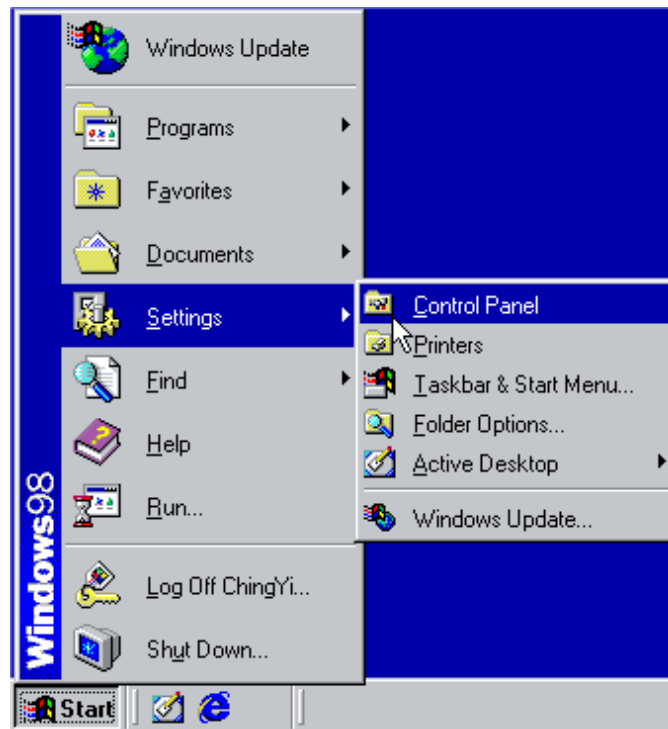 Windows Update
Programs
Favorites
Documents
Settings
Find
Help
Run...
Log Off ChingYi...
Shut Down...
Windows98
Control Panel
Printers
Taskbar & Start Menu...
Folder Options...
Active Desktop
Windows Update...
Start